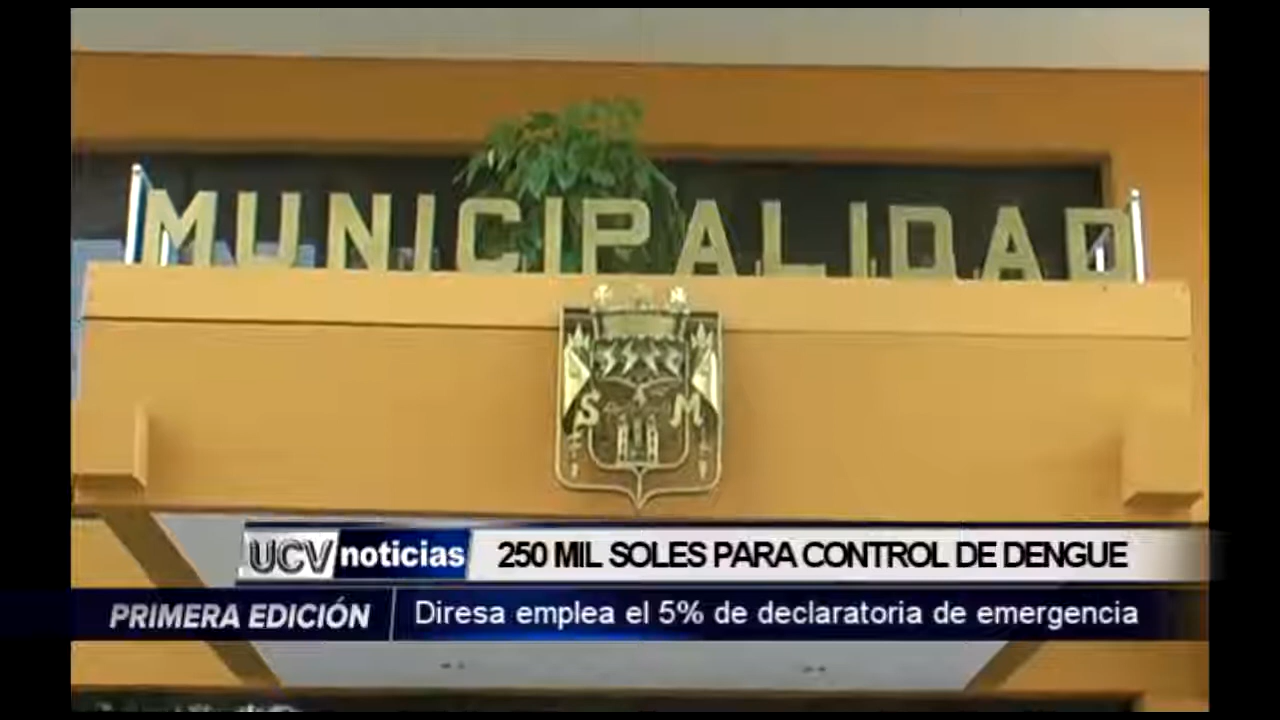 MUNICIPALIDAD
S M
UCV noticias
250 MIL SOLES PARA CONTROL DE DENGUE
PRIMERA EDICIÓN
Diresa emplea el 5% de declaratoria de emergencia